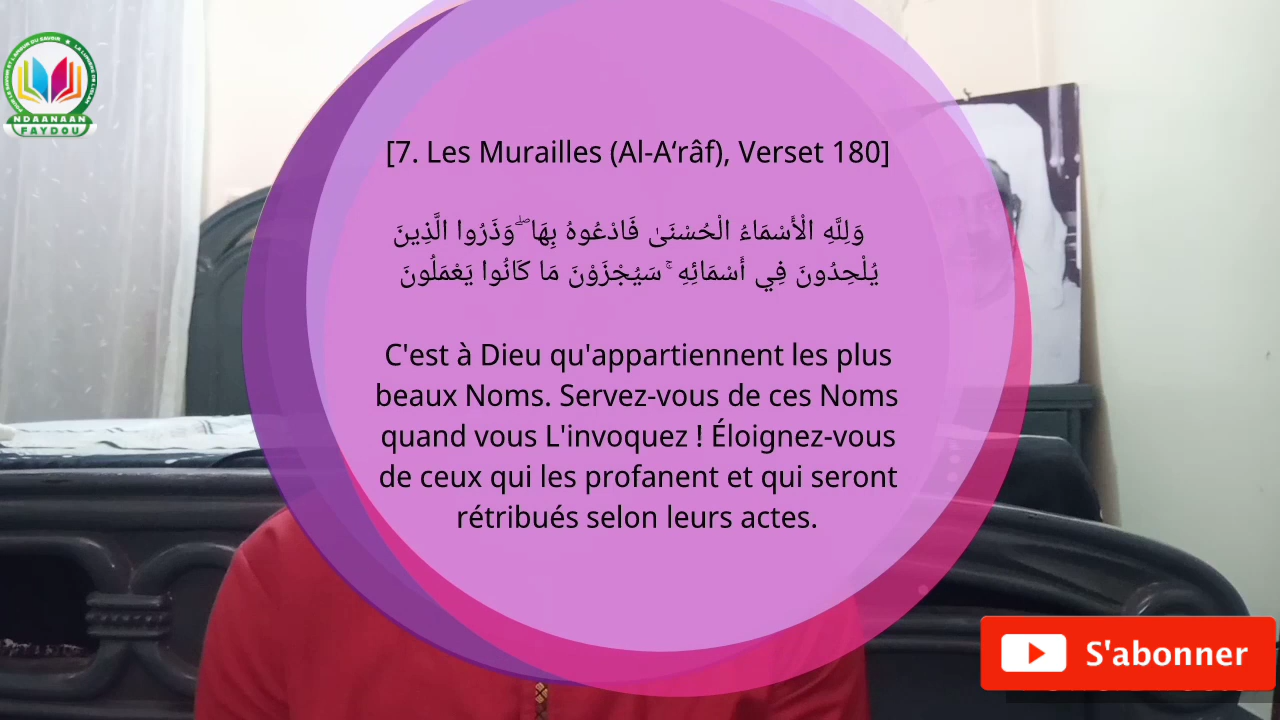 NDAANAAN
FAYDOU
[7. Les Murailles (Al-A‘râf), Verset 180]
وَلِلَّهِ الْأَسْمَاءُ الْحُسْنَىٰ فَادْعُوهُ بِهَا ۖ وَذَرُوا الَّذِينَ
يُلْحِدُونَ فِي أَسْمَائِهِ ۚ سَيُجْزَوْنَ مَا كَانُوا يَعْمَلُونَ
C'est à Dieu qu'appartiennent les plus
beaux Noms. Servez-vous de ces Noms
quand vous L'invoquez ! Éloignez-vous
de ceux qui les profanent et qui seront
rétribués selon leurs actes.
S'abonner